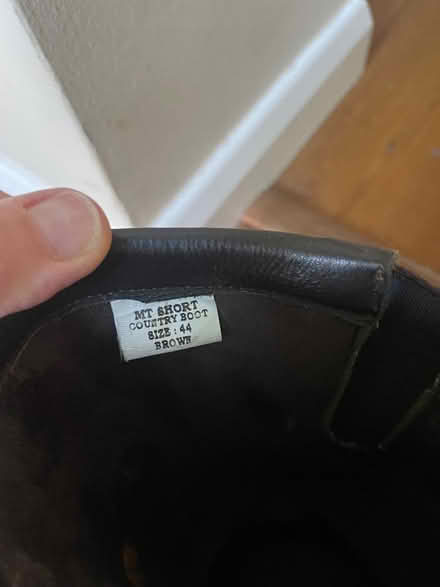 MT SHORT
COUNTRY BOOT
SIZE : 44
BROWN